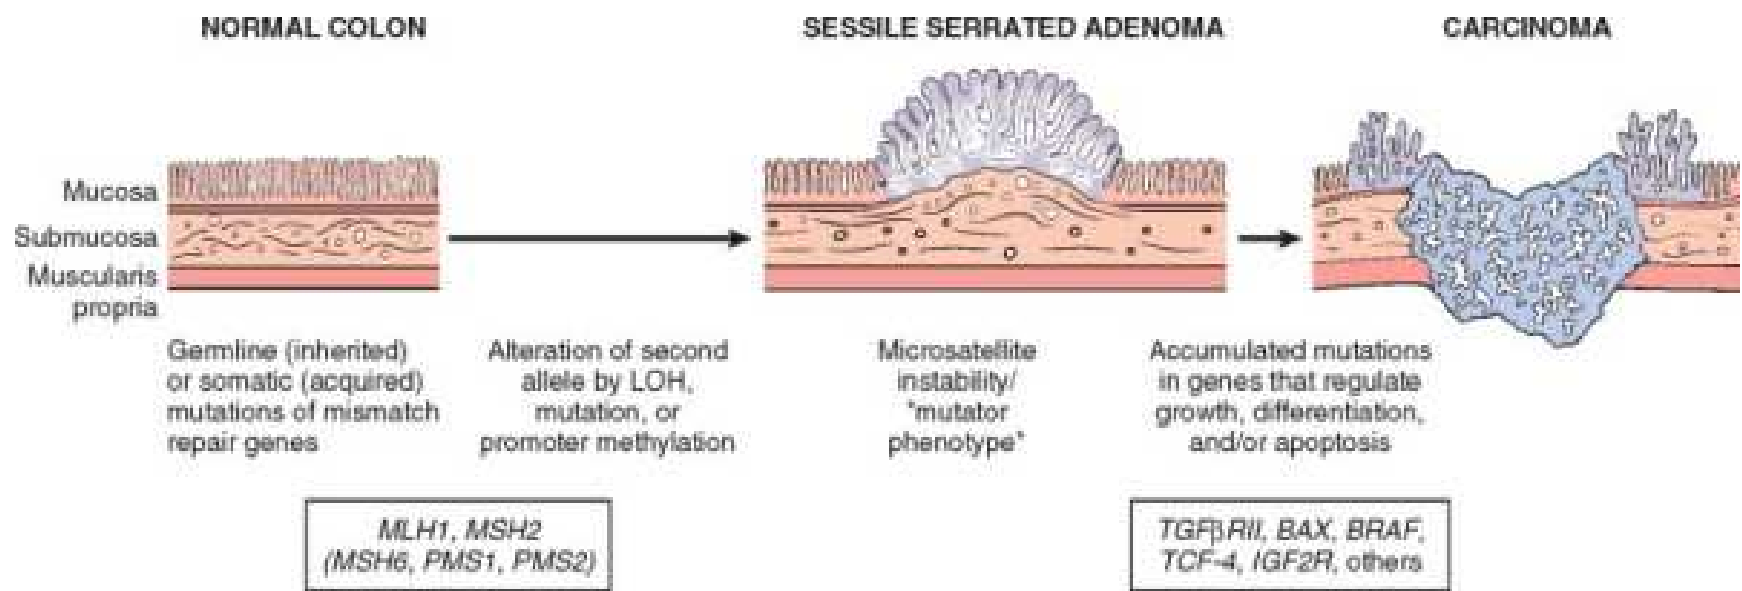 NORMAL COLON
SESSILE SERRATED ADENOMA
CARCINOMA
Mucosa
Submucosa
Muscularis
propria
Germline (inherited)
or somatic (acquired)
mutations of mismatch
repair genes
Alteration of second
allele by LOH,
mutation, or
promoter methylation
Microsatellite
instability/
"mutator
phenotype"
Accumulated mutations
in genes that regulate
growth, differentiation,
and/or apoptosis
MLH1, MSH2
(MSH6, PMS1, PMS2)
TGFβRII, BAX, BRAF,
TCF-4, IGF2R, others